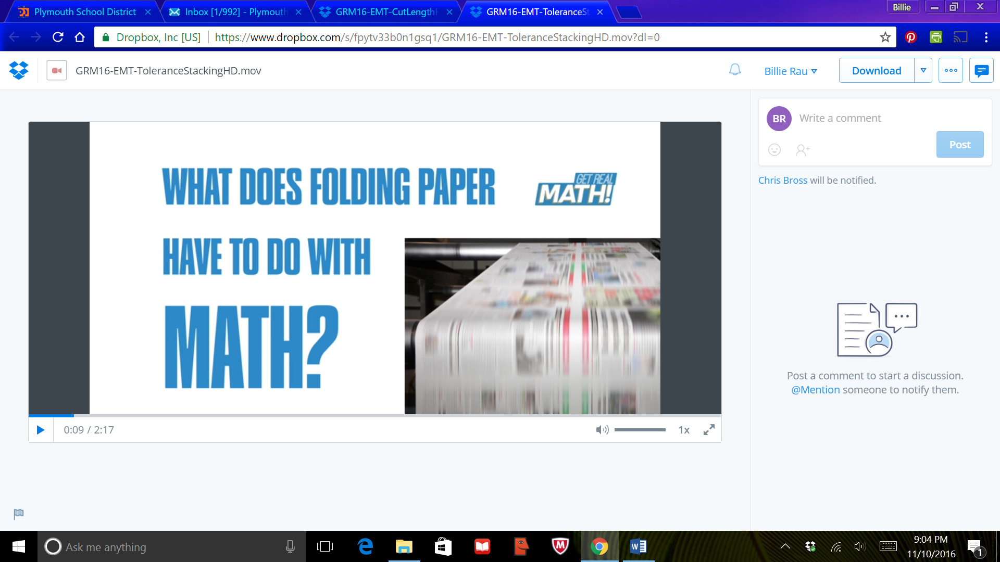 Plymouth School District
Inbox [1/992] - Plymouth
GRM16-EMT-CutLengthH
GRM16-EMT-ToleranceSt
Billie
Dropbox, Inc [US]
https://www.dropbox.com/s/fpytv33b0n1gsq1/GRM16-EMT-ToleranceStackingHD.mov?dl=0
GRM16-EMT-ToleranceStackingHD.mov
Billie Rau
Download
BR
Write a comment
Post
Chris Bross will be notified.
WHAT DOES FOLDING PAPER
GET REAL
MATH!
HAVE TO DO WITH
MATH?
Post a comment to start a discussion.
@Mention someone to notify them.
0:09 / 2:17
1x
Ask me anything
9:04 PM
11/10/2016
1